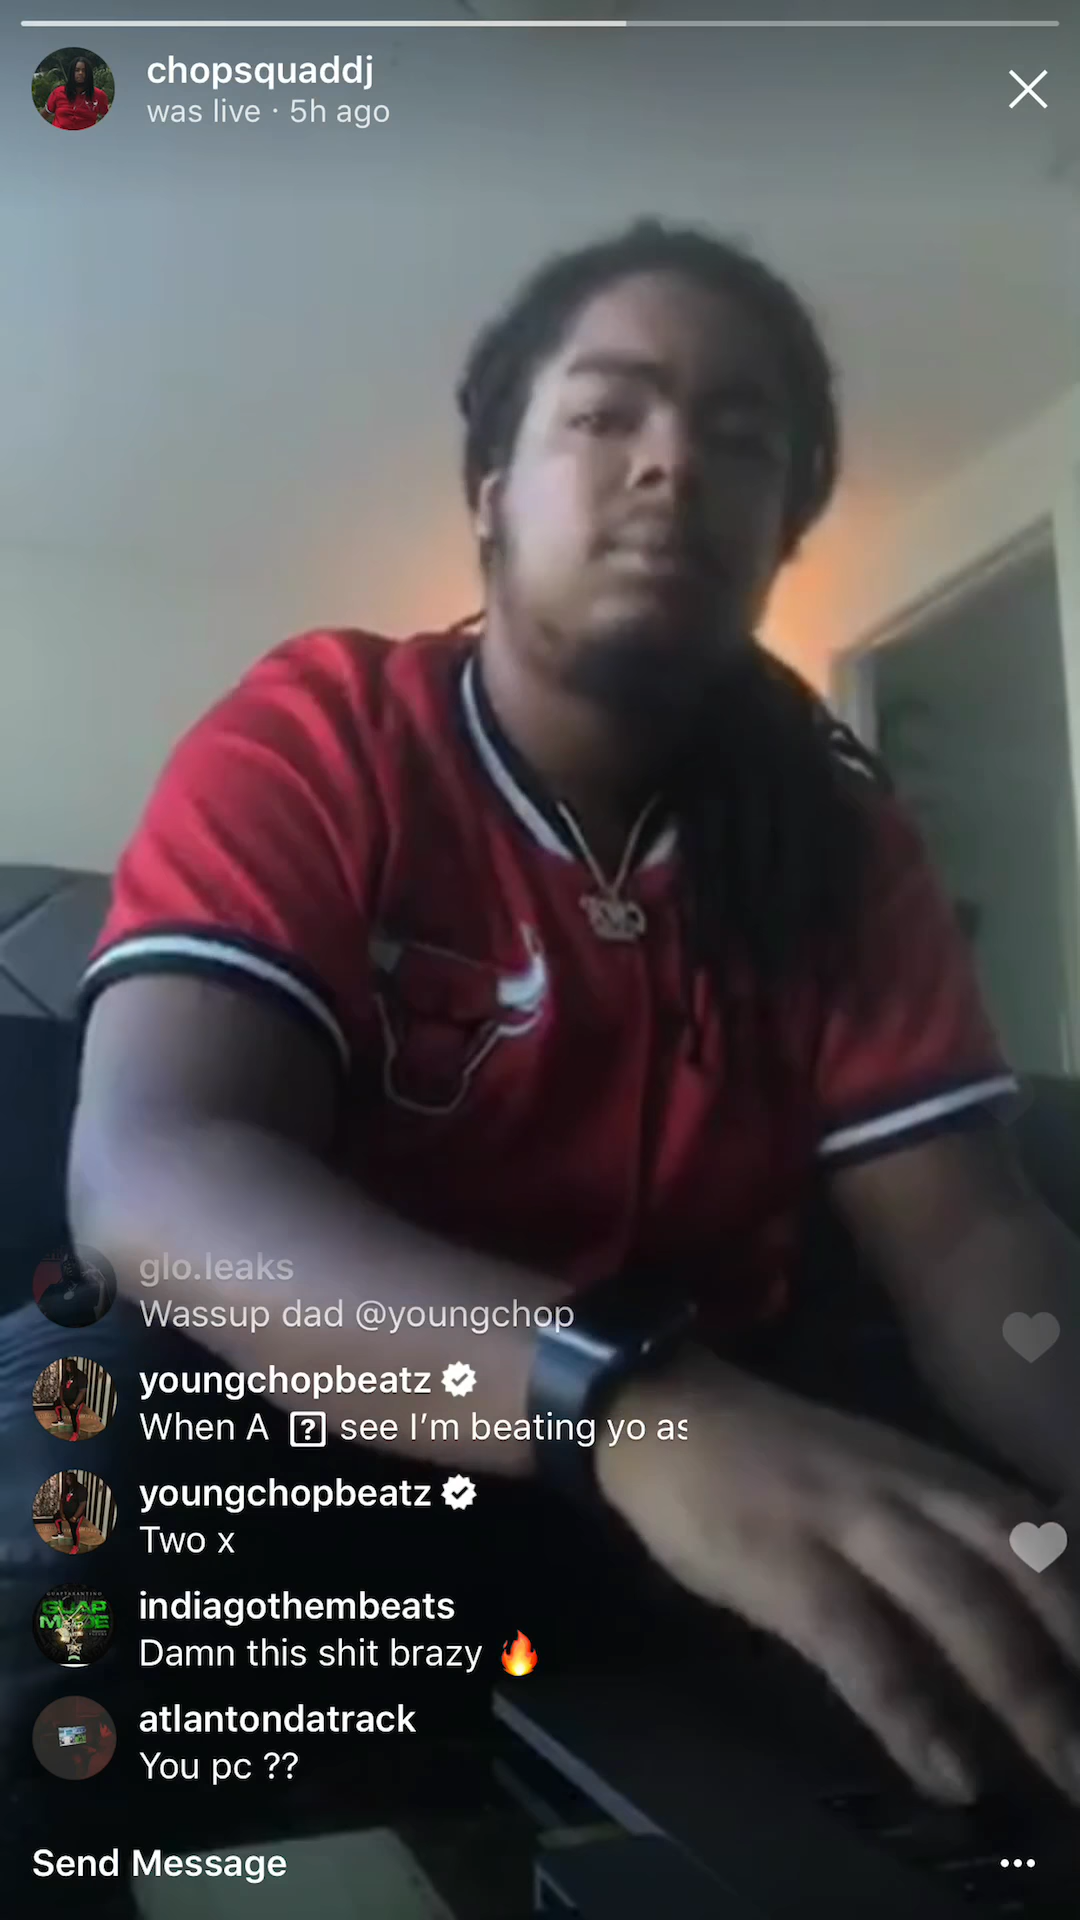 chopsquaddj
was live · 5h ago
glo.leaks
Wassup dad @youngchop
youngchopbeatz
When A ? see I’m beating yo as
youngchopbeatz
Two x
indiagothembeats
Damn this shit brazy 🔥
atlantondatrack
You pc ??
Send Message